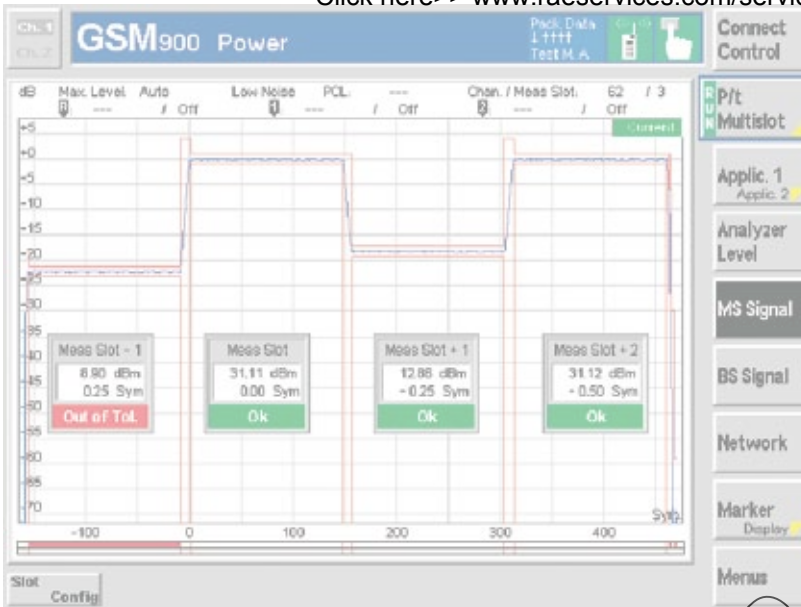 Click here>> www.raeservices.com/servic
Ch. 1
Ch. 2
GSM900 Power
Pack. Data
Test M. A.
Connect
Control
dB Max. Level Auto Low Noise PCL: --- Chan. / Meas Slot: 62 / 3
1 --- / Off 1 --- / Off 2 --- / Off
Current
RUN
P/t
Multislot
Applic. 1
Applic. 2
Analyzer
Level
MS Signal
BS Signal
Network
Marker
Display
Menus
+5
+0
-5
-10
-15
-20
-30
-35
-40
-45
-50
-55
-60
-65
-70
Meas Slot - 1
8.90 dBm
0.25 Sym
Out of Tol.
Meas Slot
31.11 dBm
0.00 Sym
Ok
Meas Slot + 1
12.86 dBm
- 0.25 Sym
Ok
Meas Slot + 2
31.12 dBm
- 0.50 Sym
Ok
Sym.
-100 0 100 200 300 400
Slot
Config